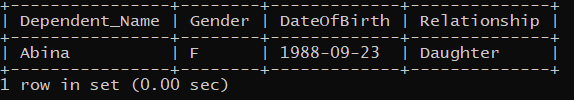 +----------------+--------+-------------+--------------+
| Dependent_Name | Gender | DateOfBirth | Relationship |
+----------------+--------+-------------+--------------+
| Abina          | F      | 1988-09-23  | Daughter     |
+----------------+--------+-------------+--------------+
1 row in set (0.00 sec)